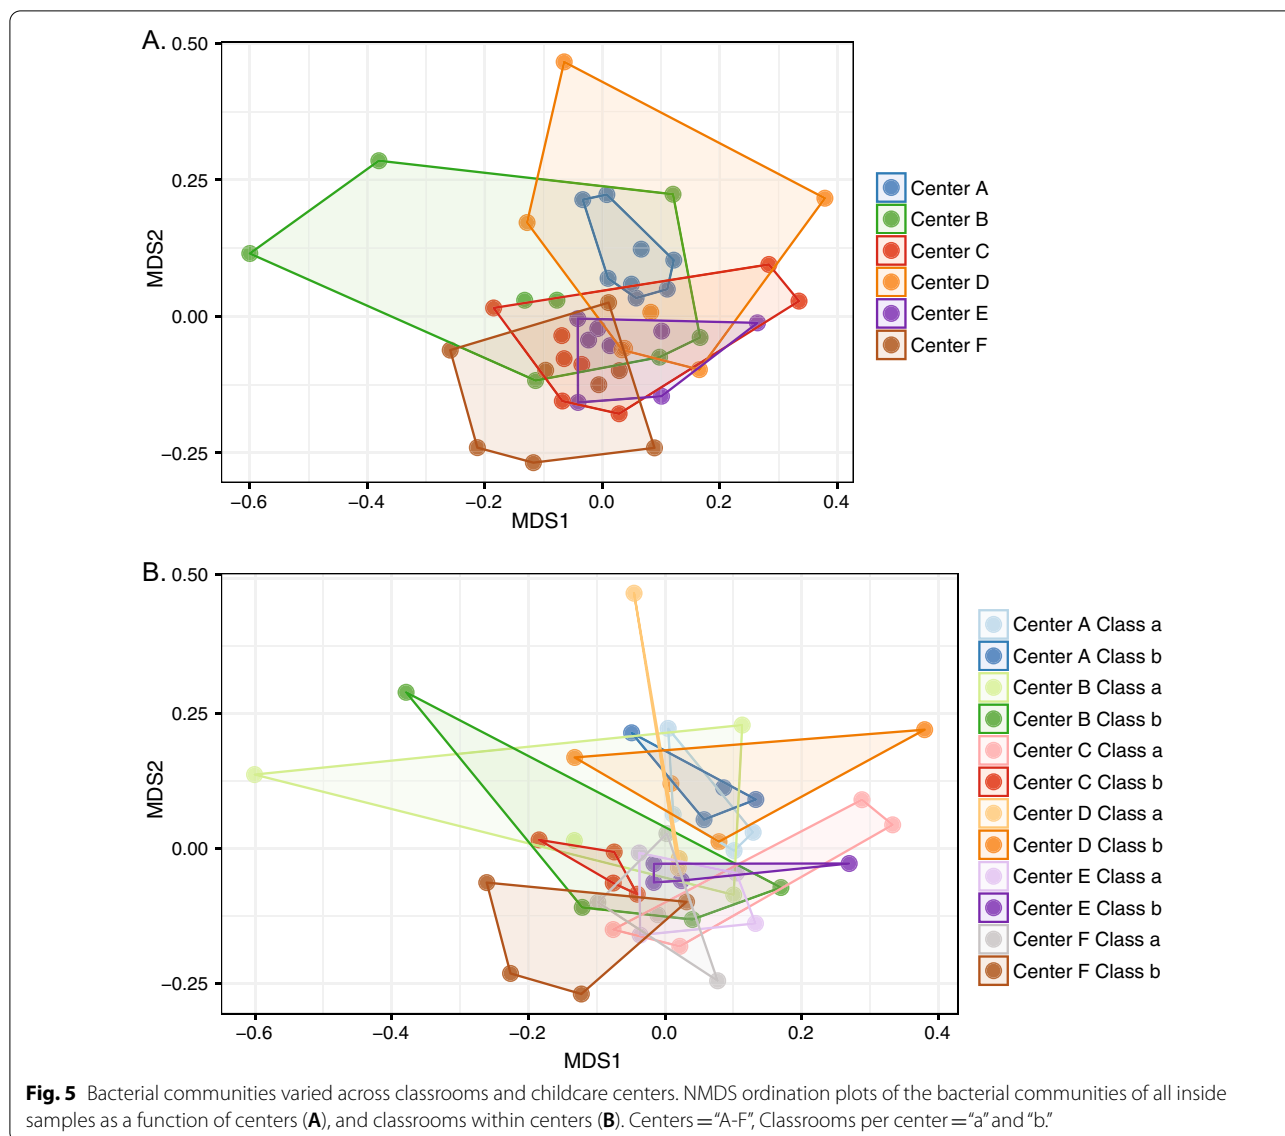 A.
0.50
0.25
0.00
−0.25
MDS2
−0.6
−0.4
−0.2
0.0
0.2
0.4
MDS1
Center A
Center B
Center C
Center D
Center E
Center F
B.
0.50
0.25
0.00
−0.25
MDS2
−0.6
−0.4
−0.2
0.0
0.2
0.4
MDS1
Center A Class a
Center A Class b
Center B Class a
Center B Class b
Center C Class a
Center C Class b
Center D Class a
Center D Class b
Center E Class a
Center E Class b
Center F Class a
Center F Class b
Fig. 5 Bacterial communities varied across classrooms and childcare centers. NMDS ordination plots of the bacterial communities of all inside
samples as a function of centers (A), and classrooms within centers (B). Centers = “A-F”, Classrooms per center = “a” and “b.”